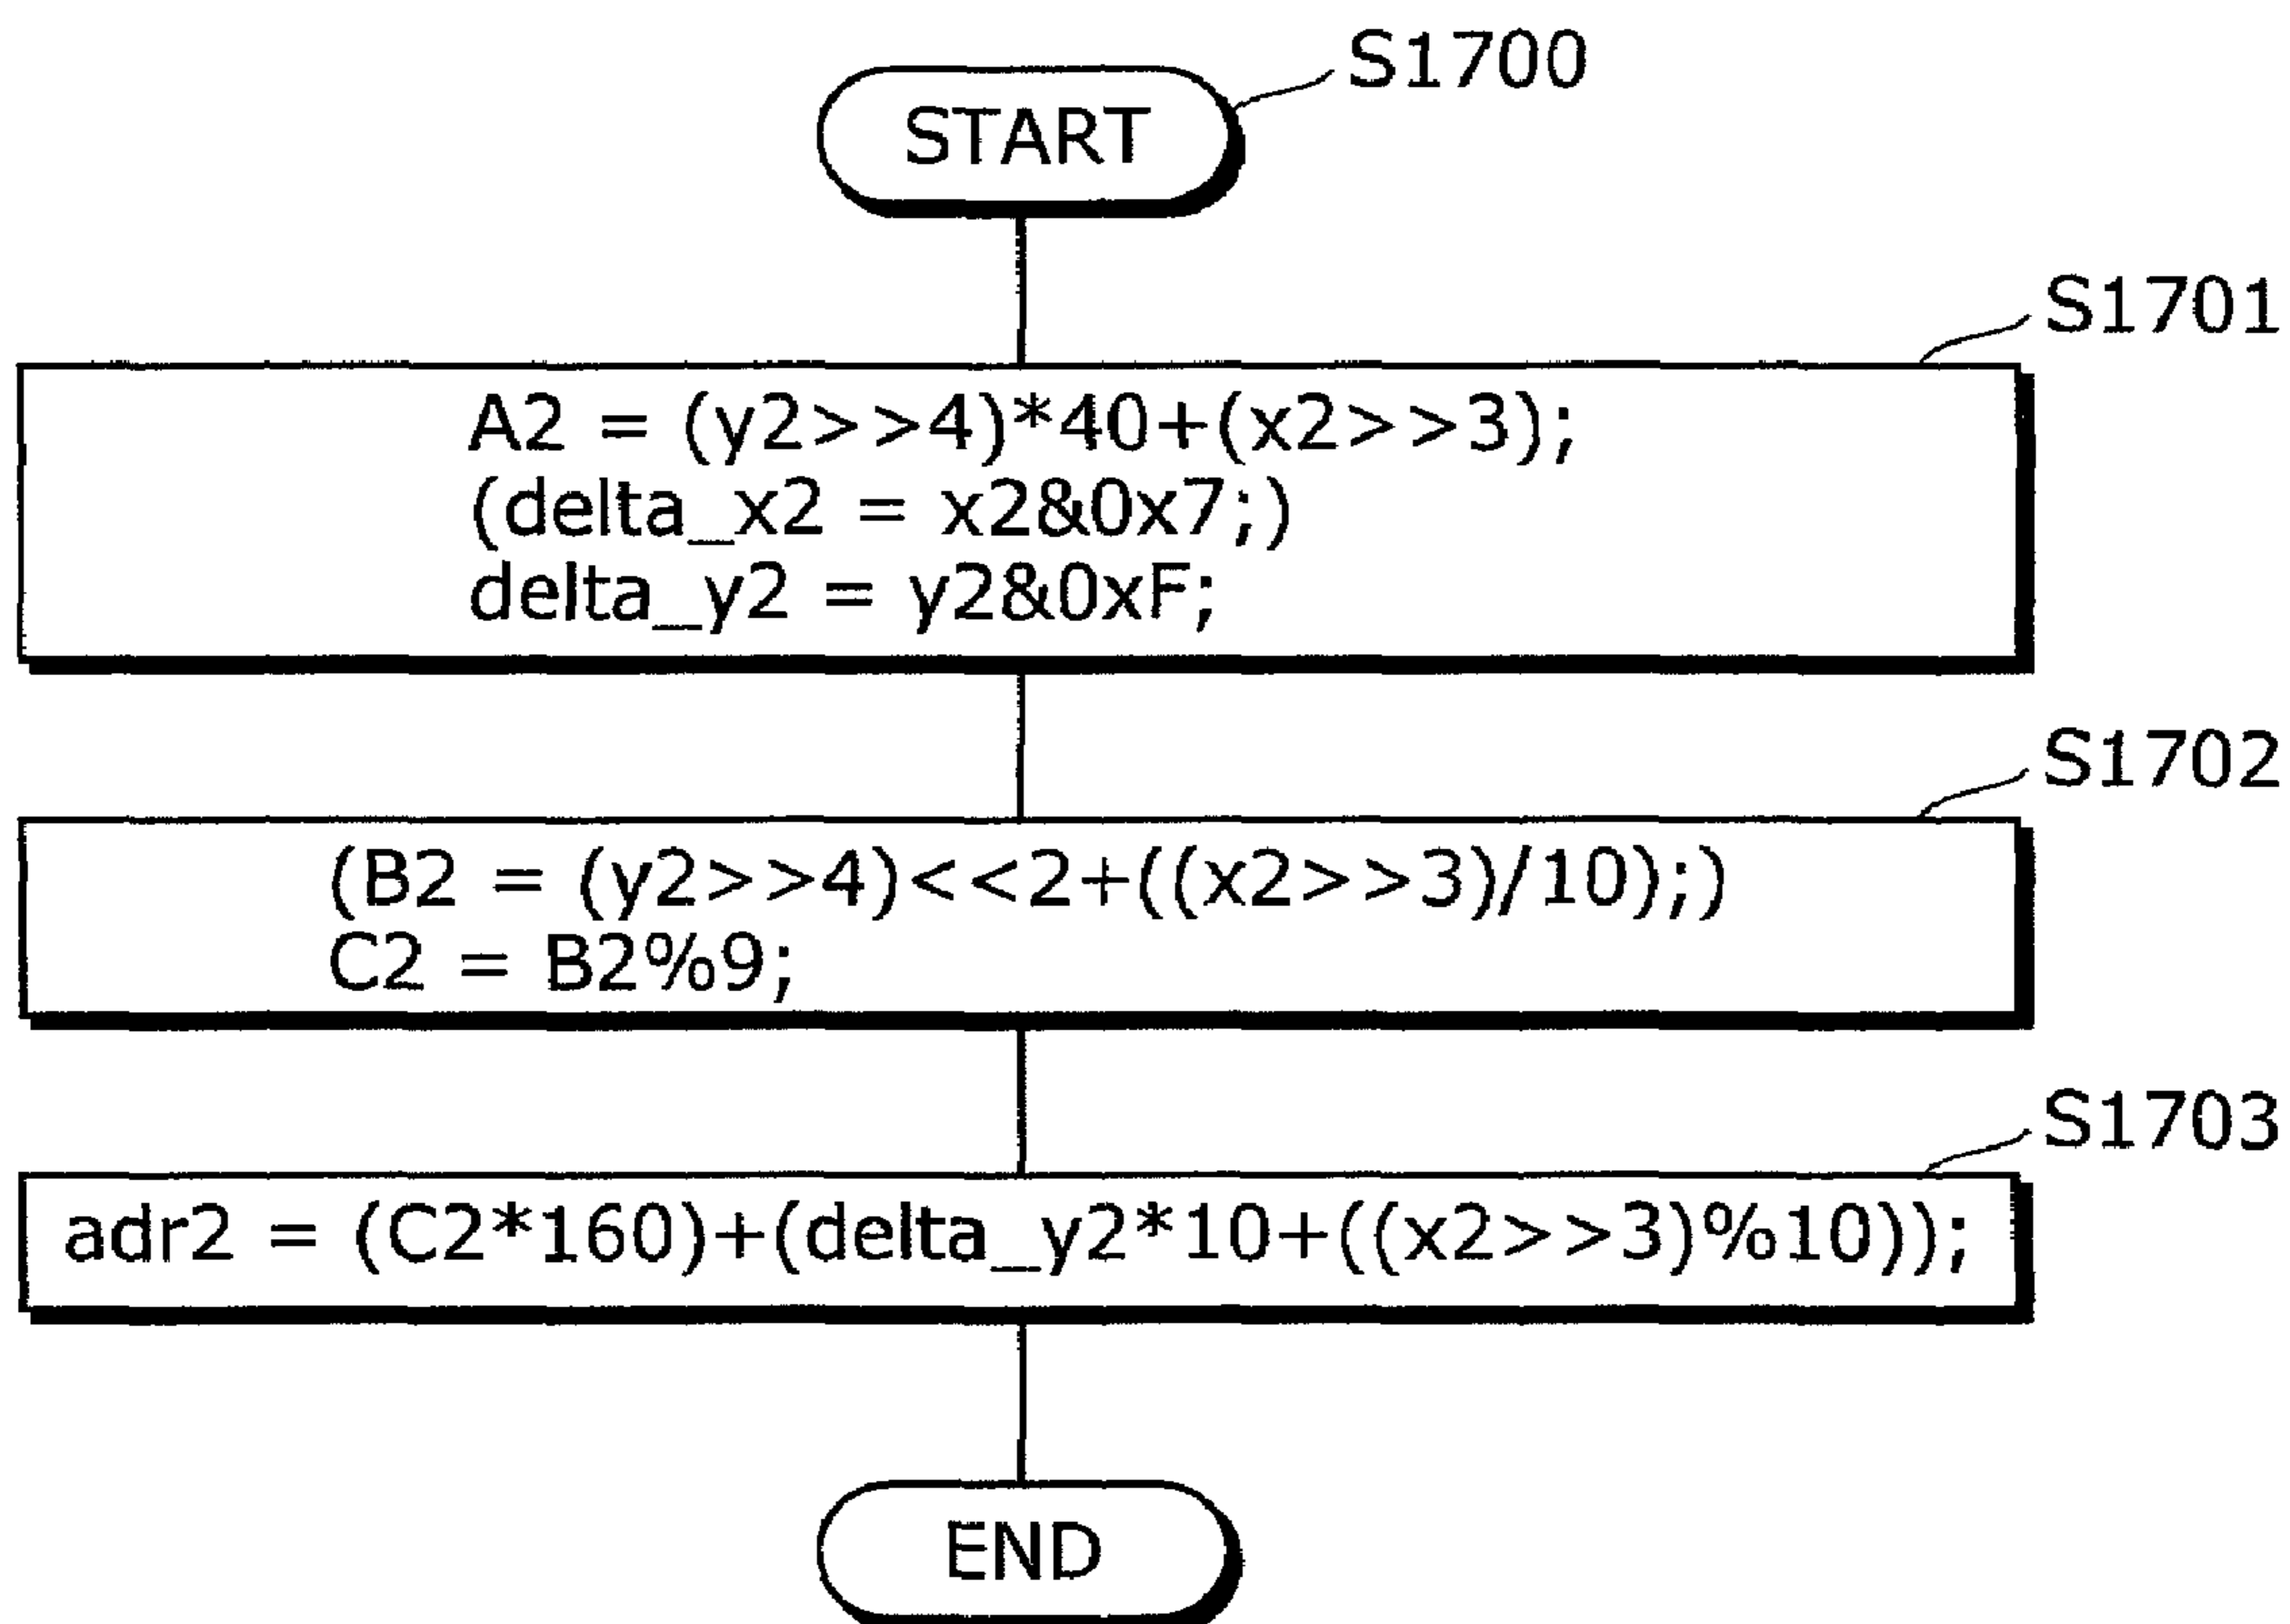 S1700
START
S1701
A2 = (y2>>4)*40+(x2>>3);
(delta_x2 = x2&0x7;)
delta_y2 = y2&0xF;
S1702
(B2 = (y2>>4)<<2+((x2>>3)/10);)
C2 = B2%9;
S1703
adr2 = (C2*160)+(delta_y2*10+((x2>>3)%10));
END